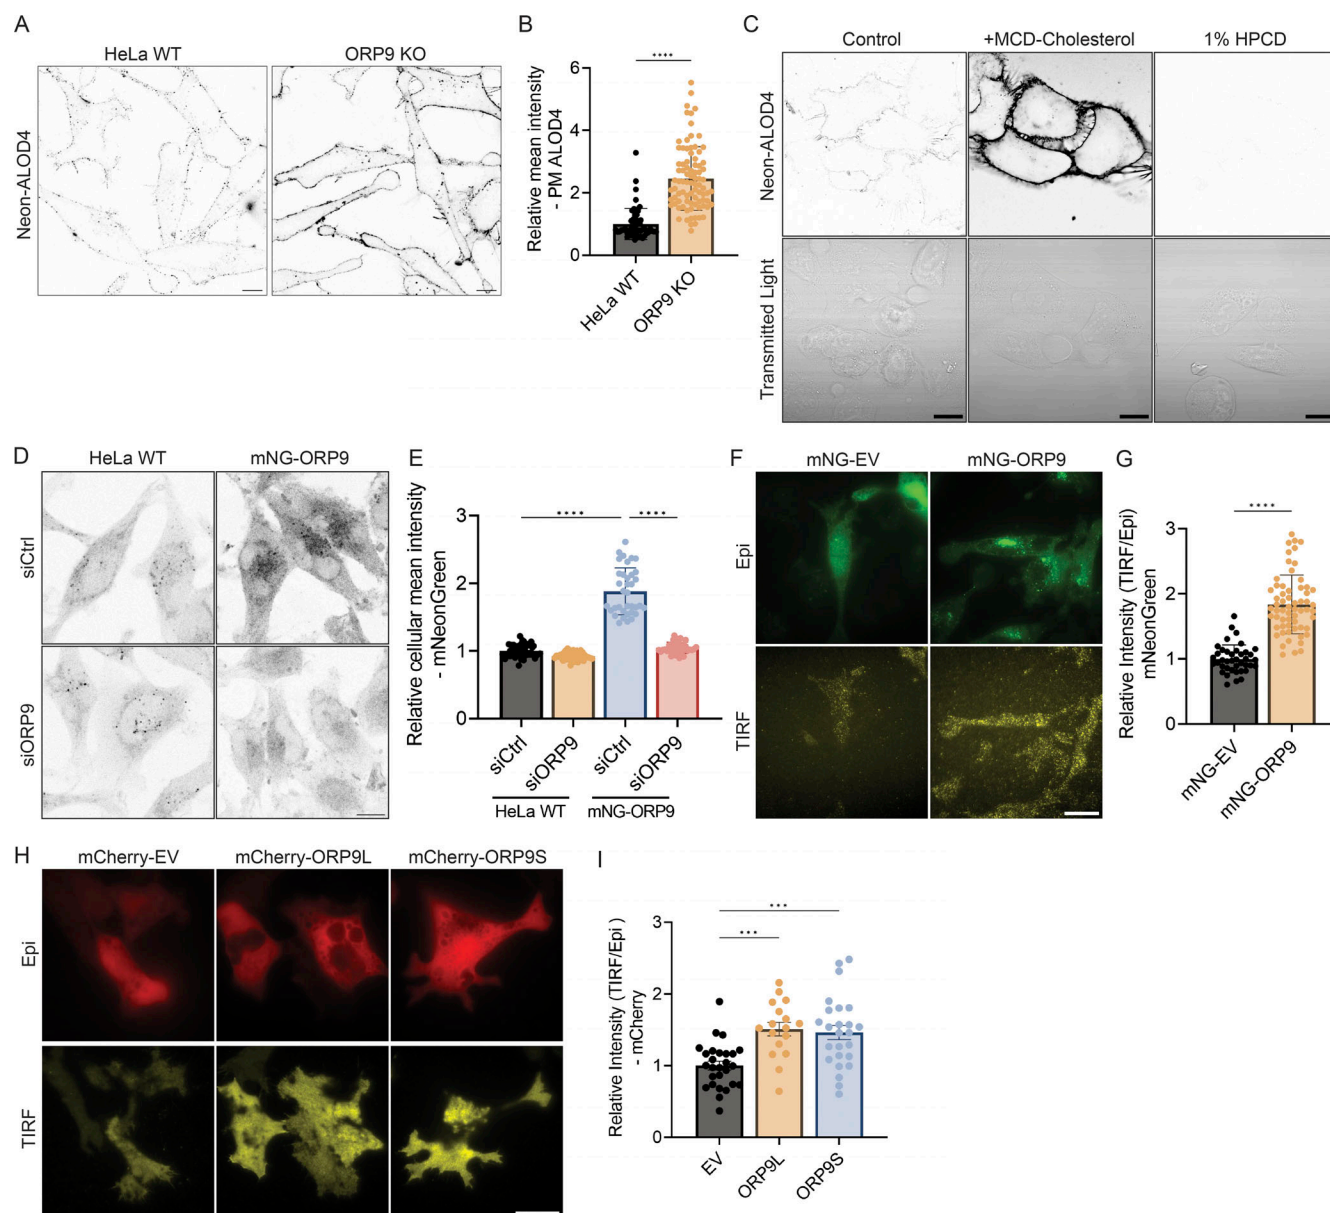 A
HeLa WT
ORP9 KO
Neon-ALOD4
B
Relative mean intensity
- PM ALOD4
****
6
4
2
0
HeLa WT
ORP9 KO
C
Control
+MCD-Cholesterol
1% HPCD
Neon-ALOD4
Transmitted Light
D
HeLa WT
mNG-ORP9
siCtrl
siORP9
E
Relative cellular mean intensity
- mNeonGreen
****
****
3
2
1
0
siCtrl
siORP9
siCtrl
siORP9
HeLa WT
mNG-ORP9
F
mNG-EV
mNG-ORP9
Epi
TIRF
G
Relative Intensity (TIRF/Epi)
mNeonGreen
****
3
2
1
0
mNG-EV
mNG-ORP9
H
mCherry-EV
mCherry-ORP9L
mCherry-ORP9S
Epi
TIRF
I
Relative Intensity (TIRF/Epi )
- mCherry
***
***
3
2
1
0
EV
ORP9L
ORP9S